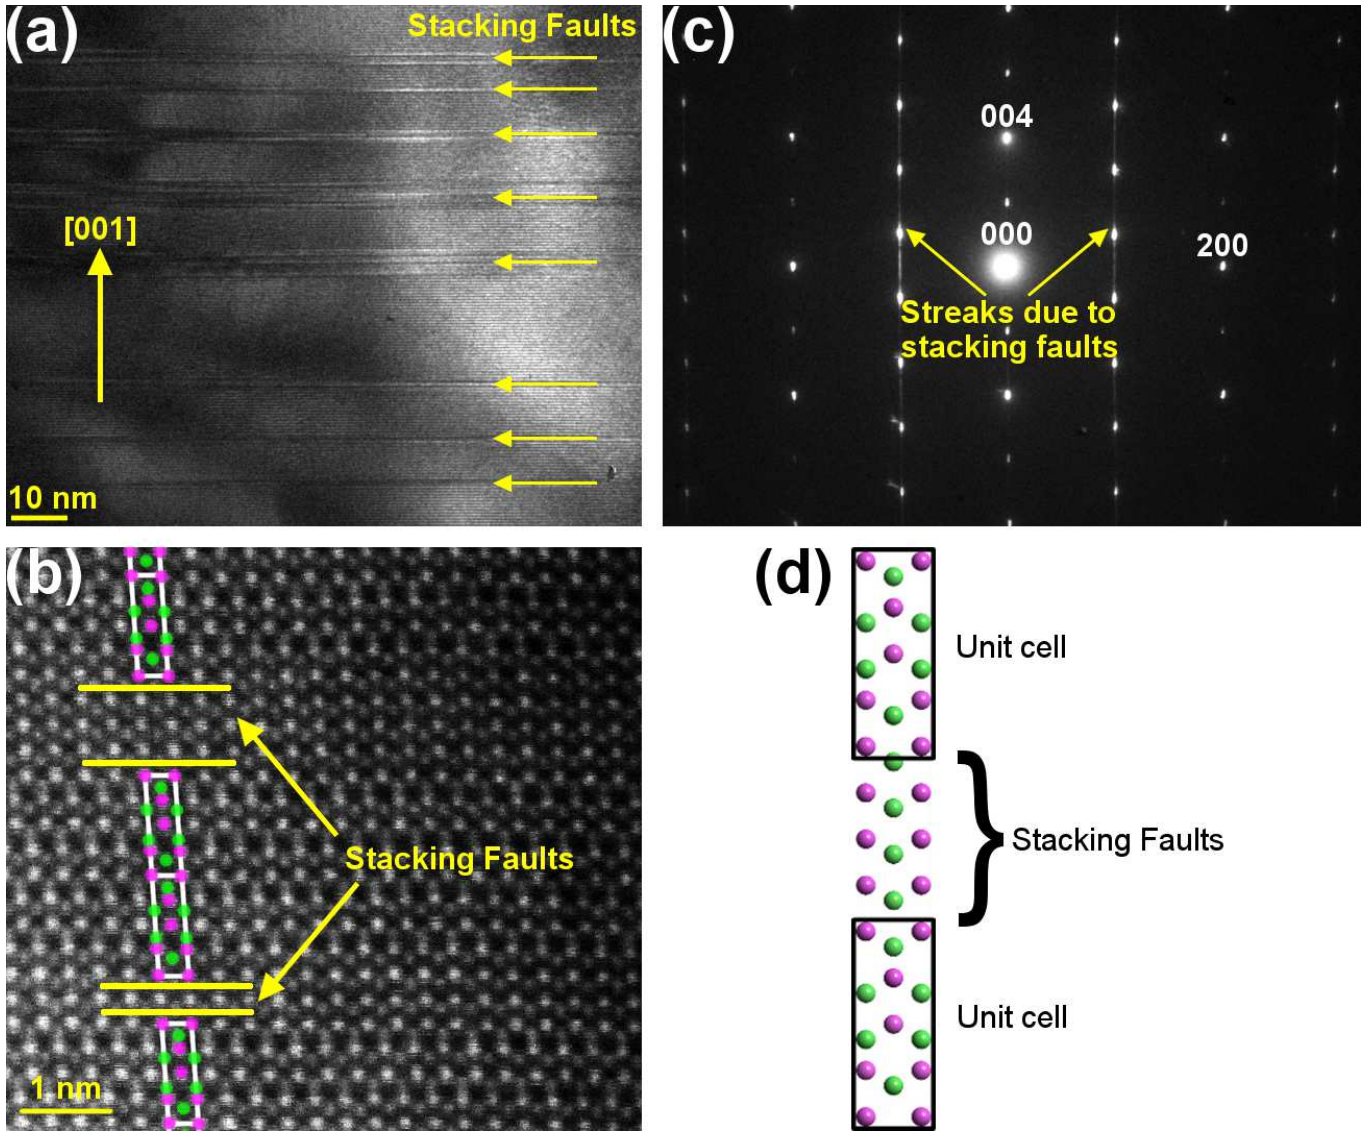 (a)
Stacking Faults
[001]
10 nm
(c)
004
000
200
Streaks due to
stacking faults
(b)
Stacking Faults
1 nm
(d)
Unit cell
Stacking Faults
Unit cell